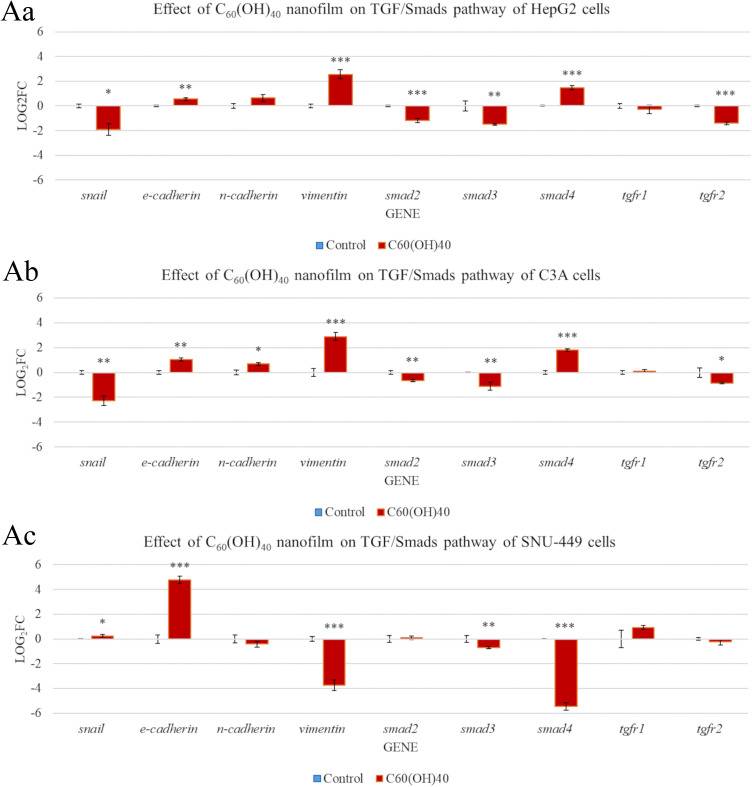 Aa
Effect of C60(OH)40 nanofilm on TGF/Smads pathway of HepG2 cells
6
4
2
0
-2
-4
-6
LOG2FC
* ** *** *** ** *** ***
snail e-cadherin n-cadherin vimentin smad2 smad3 smad4 tgfr1 tgfr2
GENE
Control C60(OH)40
Ab
Effect of C60(OH)40 nanofilm on TGF/Smads pathway of C3A cells
6
4
2
0
-2
-4
-6
LOG2FC
** ** * *** ** ** *** *
snail e-cadherin n-cadherin vimentin smad2 smad3 smad4 tgfr1 tgfr2
GENE
Control C60(OH)40
Ac
Effect of C60(OH)40 nanofilm on TGF/Smads pathway of SNU-449 cells
6
4
2
0
-2
-4
-6
LOG2FC
* *** *** ** ***
snail e-cadherin n-cadherin vimentin smad2 smad3 smad4 tgfr1 tgfr2
GENE
Control C60(OH)40